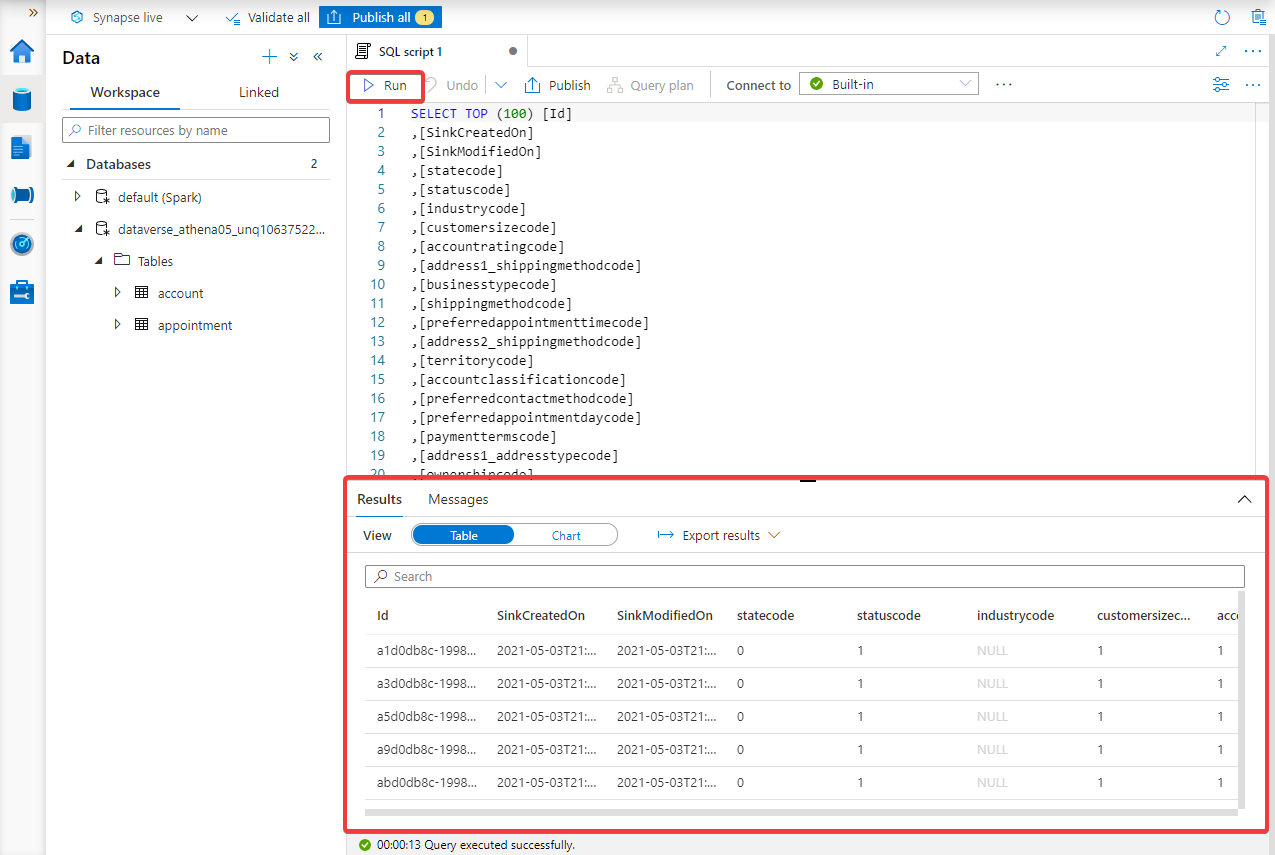 Synapse live
Validate all
Publish all 1
Data
Workspace
Linked
Filter resources by name
Databases 2
default (Spark)
dataverse_athena05_unq10637522...
Tables
account
appointment
SQL script 1
Run
Undo
Publish
Query plan
Connect to
Built-in
1 SELECT TOP (100) [Id]
2 ,[SinkCreatedOn]
3 ,[SinkModifiedOn]
4 ,[statecode]
5 ,[statuscode]
6 ,[industrycode]
7 ,[customersizecode]
8 ,[accountratingcode]
9 ,[address1_shippingmethodcode]
10 ,[businesstypecode]
11 ,[shippingmethodcode]
12 ,[preferredappointmenttimecode]
13 ,[address2_shippingmethodcode]
14 ,[territorycode]
15 ,[accountclassificationcode]
16 ,[preferredcontactmethodcode]
17 ,[preferredappointmentdaycode]
18 ,[paymenttermscode]
19 ,[address1_addresstypecode]
20 ,[ownershipcode]
Results
Messages
View
Table
Chart
Export results
Search
Id SinkCreatedOn SinkModifiedOn statecode statuscode industrycode customersizec... acc
a1d0db8c-1998... 2021-05-03T21:... 2021-05-03T21:... 0 1 NULL 1 1
a3d0db8c-1998... 2021-05-03T21:... 2021-05-03T21:... 0 1 NULL 1 1
a5d0db8c-1998... 2021-05-03T21:... 2021-05-03T21:... 0 1 NULL 1 1
a9d0db8c-1998... 2021-05-03T21:... 2021-05-03T21:... 0 1 NULL 1 1
abd0db8c-1998... 2021-05-03T21:... 2021-05-03T21:... 0 1 NULL 1 1
00:00:13 Query executed successfully.